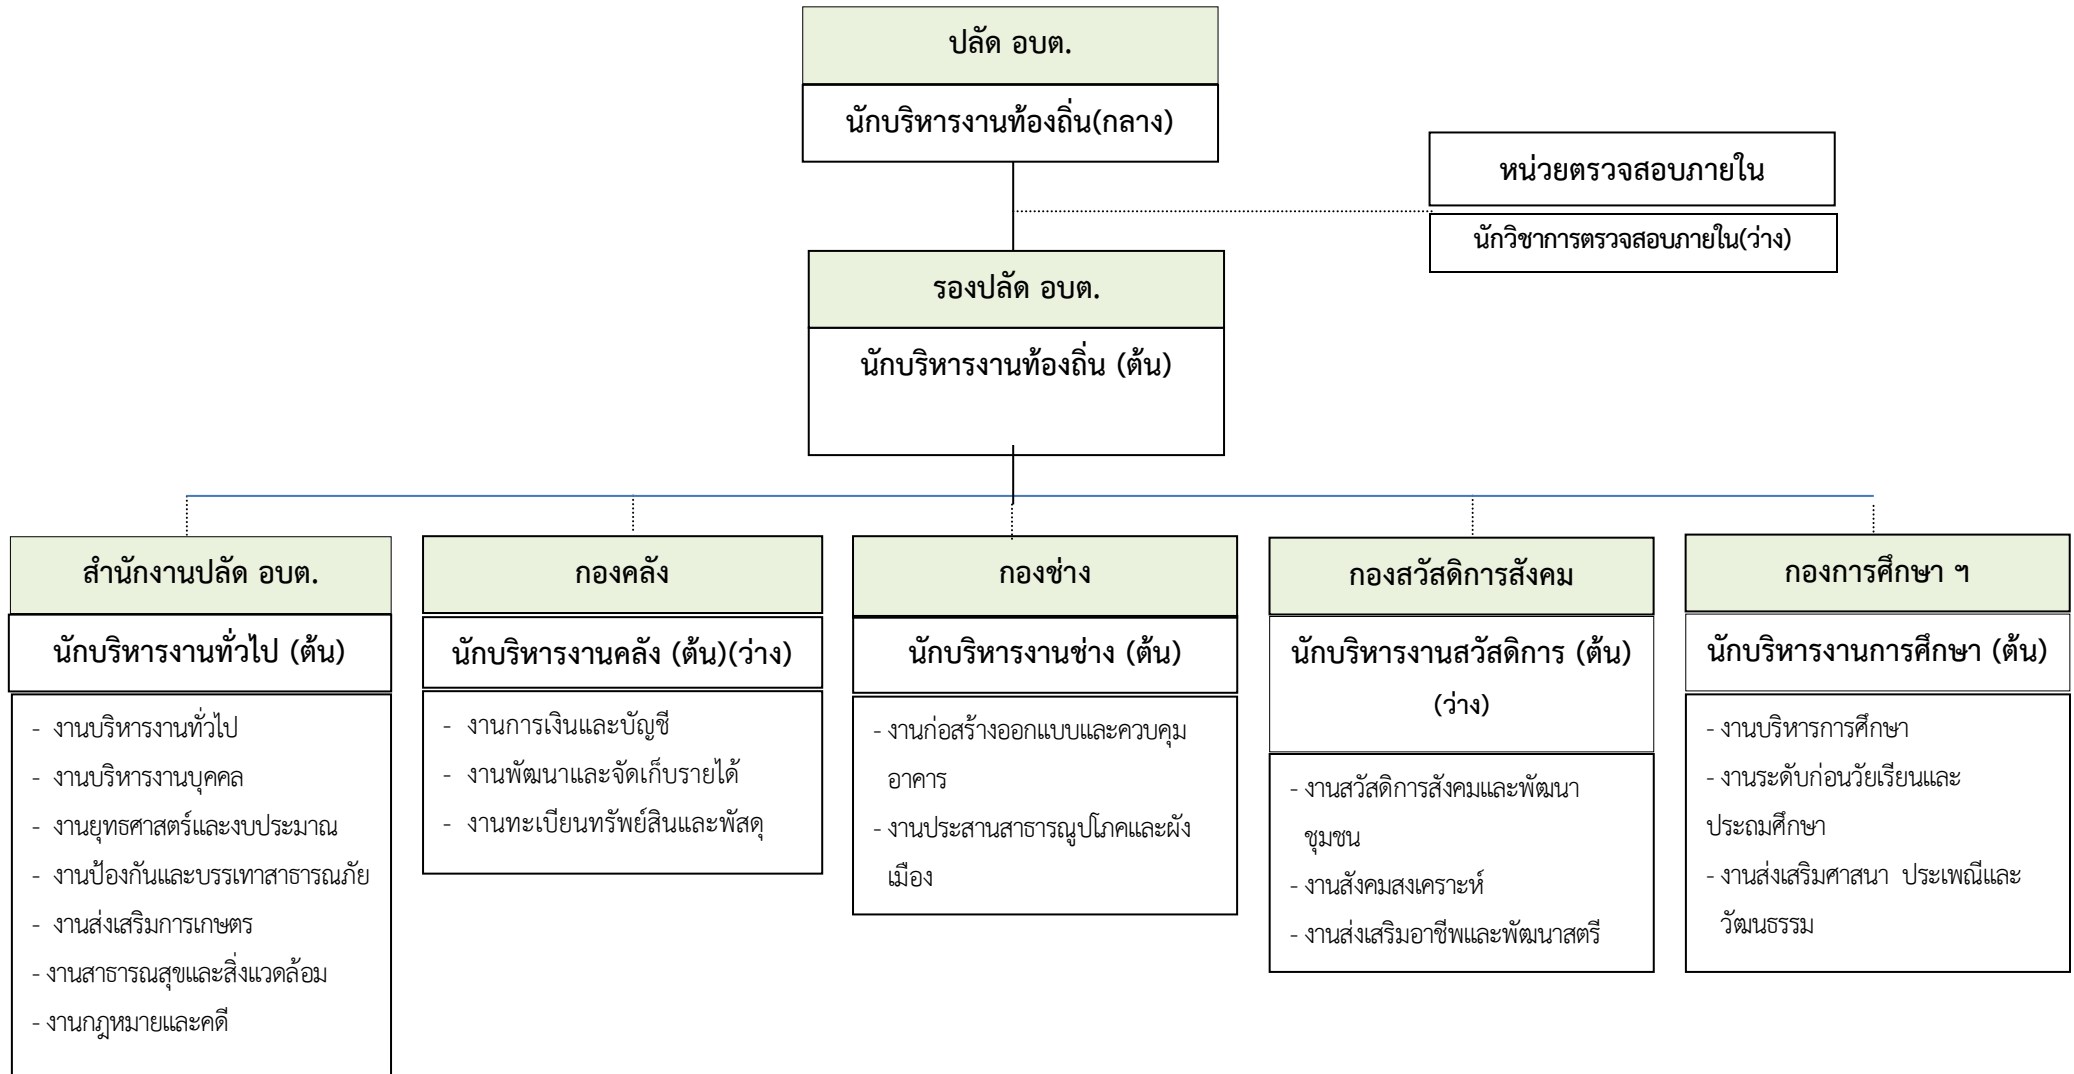 ปลัด อบต.
นักบริหารงานท้องถิ่น(กลาง)
หน่วยตรวจสอบภายใน
นักวิชาการตรวจสอบภายใน(ว่าง)
รองปลัด อบต.
นักบริหารงานท้องถิ่น (ต้น)
สำนักงานปลัด อบต.
นักบริหารงานทั่วไป (ต้น)
- งานบริหารงานทั่วไป
- งานบริหารงานบุคคล
- งานยุทธศาสตร์และงบประมาณ
- งานป้องกันและบรรเทาสาธารณภัย
- งานส่งเสริมการเกษตร
- งานสาธารณสุขและสิ่งแวดล้อม
- งานกฎหมายและคดี
กองคลัง
นักบริหารงานคลัง (ต้น)(ว่าง)
- งานการเงินและบัญชี
- งานพัฒนาและจัดเก็บรายได้
- งานทะเบียนทรัพย์สินและพัสดุ
กองช่าง
นักบริหารงานช่าง (ต้น)
- งานก่อสร้างออกแบบและควบคุม
อาคาร
- งานประสานสาธารณูปโภคและผัง
เมือง
กองสวัสดิการสังคม
นักบริหารงานสวัสดิการ (ต้น)
(ว่าง)
- งานสวัสดิการสังคมและพัฒนา
ชุมชน
- งานสังคมสงเคราะห์
- งานส่งเสริมอาชีพและพัฒนาสตรี
กองการศึกษา ฯ
นักบริหารงานการศึกษา (ต้น)
- งานบริหารการศึกษา
- งานระดับก่อนวัยเรียนและ
ประถมศึกษา
- งานส่งเสริมศาสนา ประเพณีและ
วัฒนธรรม